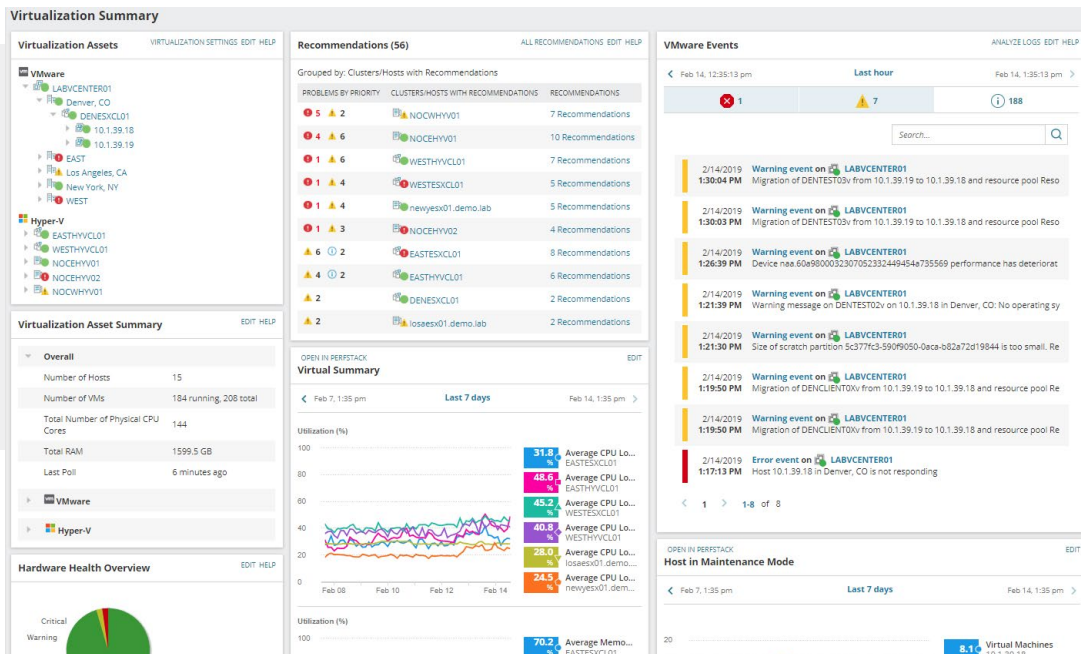 Virtualization Summary
Virtualization Assets
VIRTUALIZATION SETTINGS EDIT HELP
VMware
LABVCENTER01
Denver, CO
DENESXCL01
10.1.39.18
10.1.39.19
EAST
Los Angeles, CA
New York, NY
WEST
Hyper-V
EASTHYVCL01
WESTHYVCL01
NOCEHYV01
NOCEHYV02
NOCWHYV01
Virtualization Asset Summary
EDIT HELP
Overall
Number of Hosts 15
Number of VMs 184 running, 208 total
Total Number of Physical CPU
Cores 144
Total RAM 1599.5 GB
Last Poll 6 minutes ago
VMware
Hyper-V
Hardware Health Overview
EDIT HELP
Critical
Warning
Recommendations (56)
ALL RECOMMENDATIONS EDIT HELP
Grouped by: Clusters/Hosts with Recommendations
PROBLEMS BY PRIORITY CLUSTERS/HOSTS WITH RECOMMENDATIONS RECOMMENDATIONS
5 2 NOCWHYV01 7 Recommendations
4 6 NOCEHYV01 10 Recommendations
1 6 WESTHYVCL01 7 Recommendations
1 4 WESTESXCL01 5 Recommendations
1 4 newyesx01.demo.lab 5 Recommendations
1 3 NOCEHYV02 4 Recommendations
6 2 EASTESXCL01 8 Recommendations
4 2 EASTHYVCL01 6 Recommendations
2 DENESXCL01 2 Recommendations
2 losaesx01.demo.lab 2 Recommendations
OPEN IN PERFSTACK
EDIT
Virtual Summary
Feb 7, 1:35 pm Last 7 days Feb 14, 1:35 pm
Utilization (%)
100
80
60
40
20
0
Feb 08 Feb 10 Feb 12 Feb 14
31.8 % Average CPU Lo...
EASTESXCL01
48.6 % Average CPU Lo...
EASTHYVCL01
45.2 % Average CPU Lo...
WESTESXCL01
40.8 % Average CPU Lo...
WESTHYVCL01
28.0 % Average CPU Lo...
losaesx01.demo....
24.5 % Average CPU Lo...
newyesx01.dem...
Utilization (%)
100
70.2 % Average Memo...
EASTESXCL01
VMware Events
ANALYZE LOGS EDIT HELP
Feb 14, 12:35:13 pm Last hour Feb 14, 1:35:13 pm
1 7 188
Search...
2/14/2019 Warning event on LABVCENTER01
1:30:04 PM Migration of DENTEST03v from 10.1.39.19 to 10.1.39.18 and resource pool Reso
2/14/2019 Warning event on LABVCENTER01
1:30:03 PM Migration of DENTEST03v from 10.1.39.19 to 10.1.39.18 and resource pool Reso
2/14/2019 Warning event on LABVCENTER01
1:26:39 PM Device naa.60a9800032307052332449454a735569 performance has deteriorat
2/14/2019 Warning event on LABVCENTER01
1:21:39 PM Warning message on DENTEST02v on 10.1.39.18 in Denver, CO: No operating sy
2/14/2019 Warning event on LABVCENTER01
1:21:30 PM Size of scratch partition 5c377fc3-590f9050-0aca-b82a72d19844 is too small. Re
2/14/2019 Warning event on LABVCENTER01
1:19:50 PM Migration of DENCLIENT0Xv from 10.1.39.19 to 10.1.39.18 and resource pool Re
2/14/2019 Warning event on LABVCENTER01
1:19:50 PM Migration of DENCLIENT0Xv from 10.1.39.19 to 10.1.39.18 and resource pool Re
2/14/2019 Error event on LABVCENTER01
1:17:13 PM Host 10.1.39.18 in Denver, CO is not responding
1 1-8 of 8
OPEN IN PERFSTACK
EDIT
Host in Maintenance Mode
Feb 7, 1:35 pm Last 7 days Feb 14, 1:35 pm
20
8.1 Virtual Machines
10.1.39.18